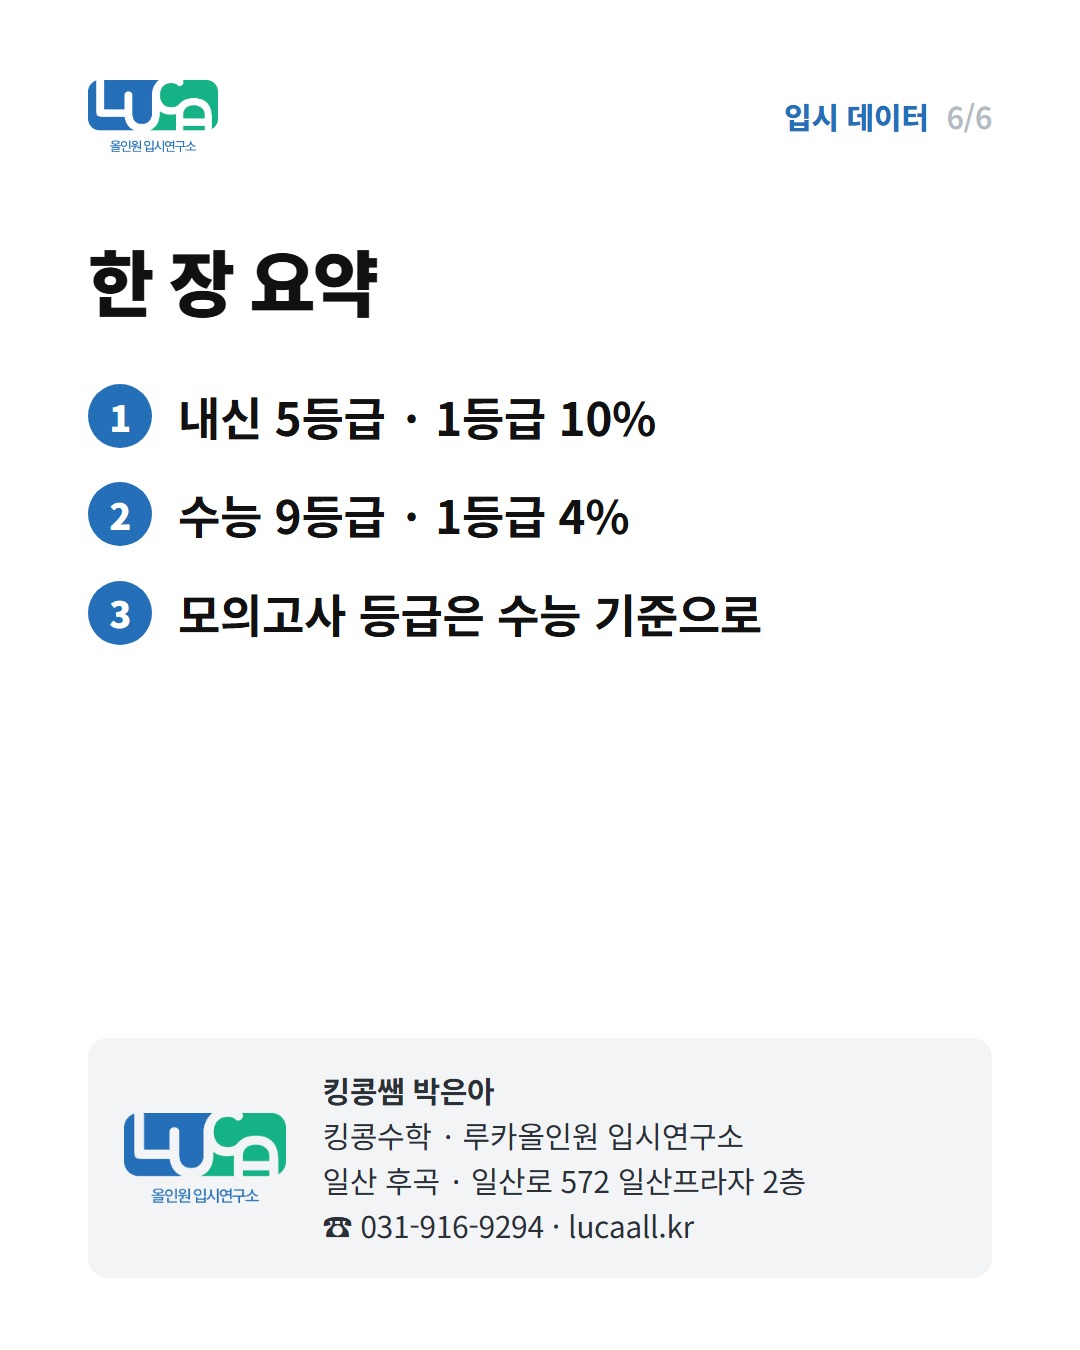 Luca
올인원 입시연구소
입시 데이터 6/6
한 장 요약
1 내신 5등급 · 1등급 10%
2 수능 9등급 · 1등급 4%
3 모의고사 등급은 수능 기준으로
Luca
올인원 입시연구소
킹콩쌤 박은아
킹콩수학 · 루카올인원 입시연구소
일산 후곡 · 일산로 572 일산프라자 2층
☎ 031-916-9294 · lucaall.kr